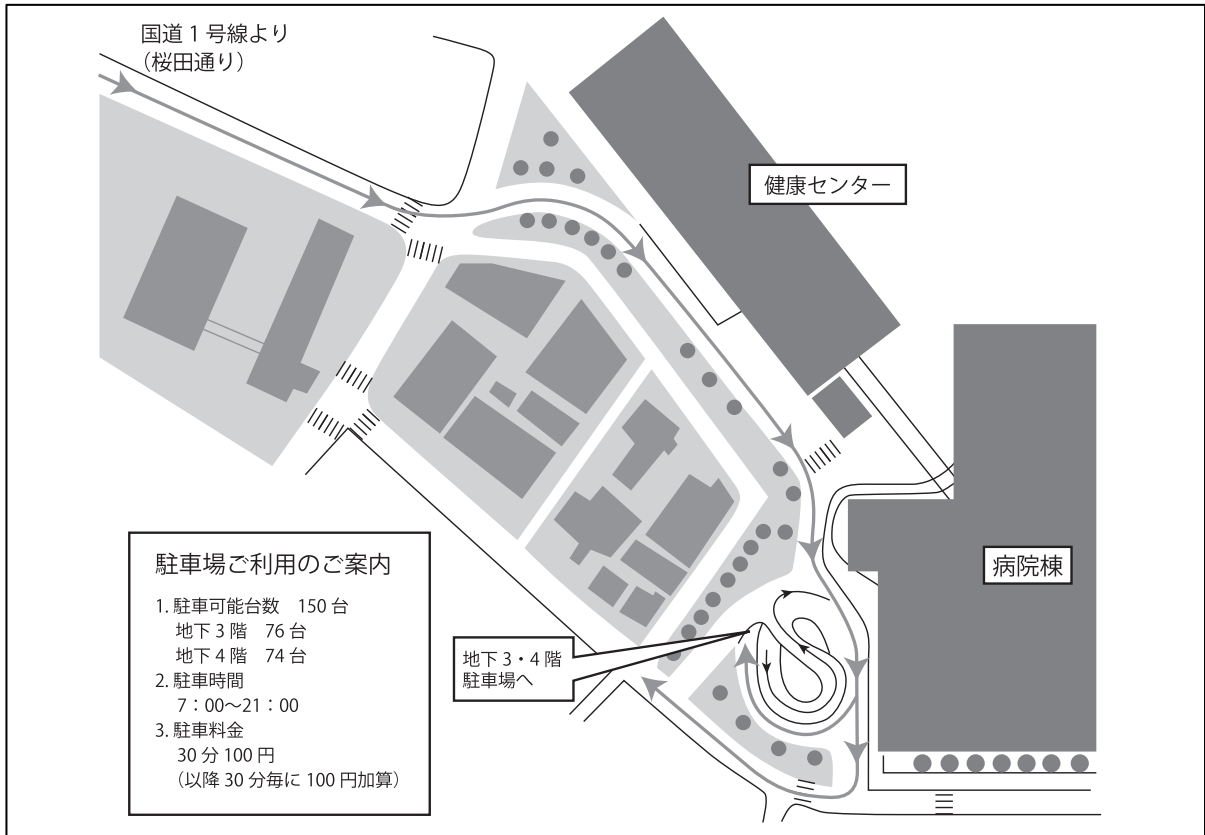 国道 1 号線より
（桜田通り）
健康センター
病院棟
地下 3・4 階
駐車場へ
駐車場ご利用のご案内
1. 駐車可能台数　150 台
地下 3 階　76 台
地下 4 階　74 台
2. 駐車時間
7：00～21：00
3. 駐車料金
30 分 100 円
（以降 30 分毎に 100 円加算）